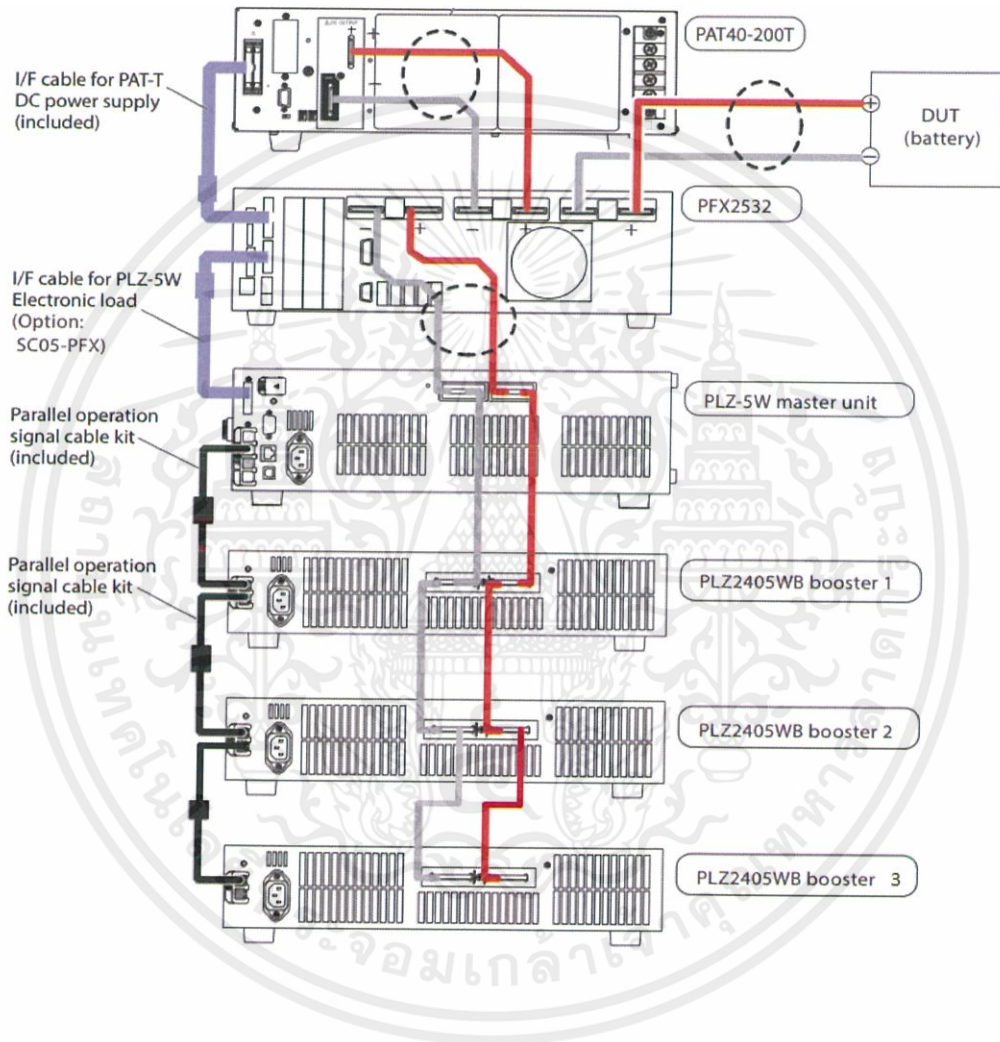 PAT40-200T
I/F cable for PAT-T
DC power supply
(included)
DUT
(battery)
PFX2532
I/F cable for PLZ-5W
Electronic load
(Option:
SC05-PFX)
PLZ-5W master unit
Parallel operation
signal cable kit
(included)
PLZ2405WB booster 1
Parallel operation
signal cable kit
(included)
PLZ2405WB booster 2
PLZ2405WB booster 3